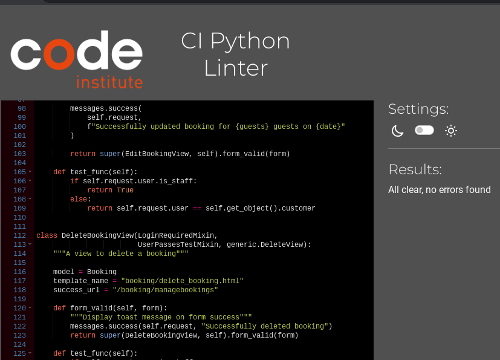 code
institute
CI Python
Linter
98 messages.success(
99 self.request,
100 f"Successfully updated booking for {guests} guests on {date}"
101 )
102
103 return super(EditBookingView, self).form_valid(form)
104
105 def test_func(self):
106 if self.request.user.is_staff:
107 return True
108 else:
109 return self.request.user == self.get_object().customer
110
111
112 class DeleteBookingView(LoginRequiredMixin,
113 UserPassesTestMixin, generic.DeleteView):
114 """A view to delete a booking"""
115
116 model = Booking
117 template_name = "booking/delete_booking.html"
118 success_url = "/booking/managebookings"
119
120 def form_valid(self, form):
121 """Display toast message on form success"""
122 messages.success(self.request, "Successfully deleted booking")
123 return super(DeleteBookingView, self).form_valid(form)
124
125 def test_func(self):
Settings:
Results:
All clear, no errors found